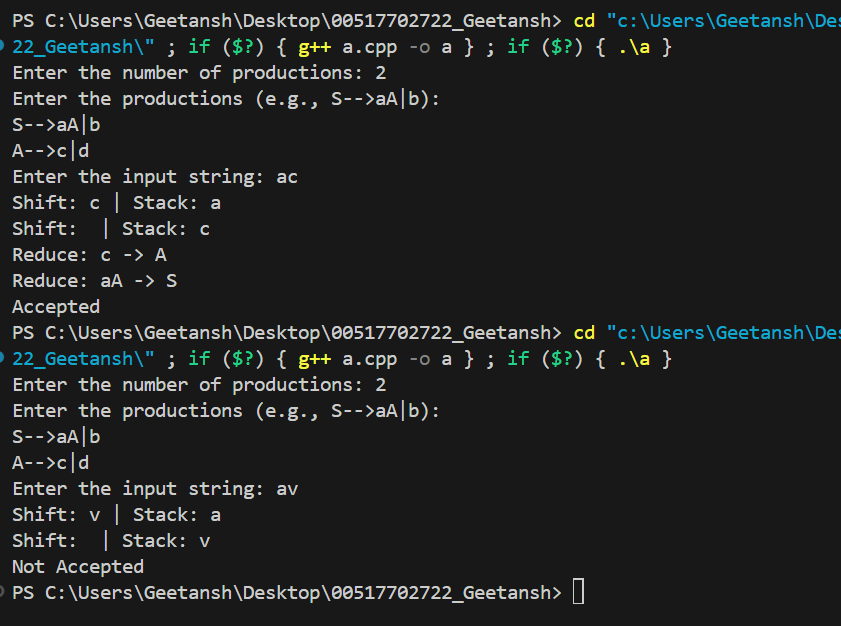 PS C:\Users\Geetansh\Desktop\00517702722_Geetansh> cd "c:\Users\Geetansh\Des
22_Geetansh\" ; if ($?) { g++ a.cpp -o a } ; if ($?) { .\a }
Enter the number of productions: 2
Enter the productions (e.g., S-->aA|b):
S-->aA|b
A-->c|d
Enter the input string: ac
Shift: c | Stack: a
Shift:  | Stack: c
Reduce: c -> A
Reduce: aA -> S
Accepted
PS C:\Users\Geetansh\Desktop\00517702722_Geetansh> cd "c:\Users\Geetansh\Des
22_Geetansh\" ; if ($?) { g++ a.cpp -o a } ; if ($?) { .\a }
Enter the number of productions: 2
Enter the productions (e.g., S-->aA|b):
S-->aA|b
A-->c|d
Enter the input string: av
Shift: v | Stack: a
Shift:  | Stack: v
Not Accepted
PS C:\Users\Geetansh\Desktop\00517702722_Geetansh>